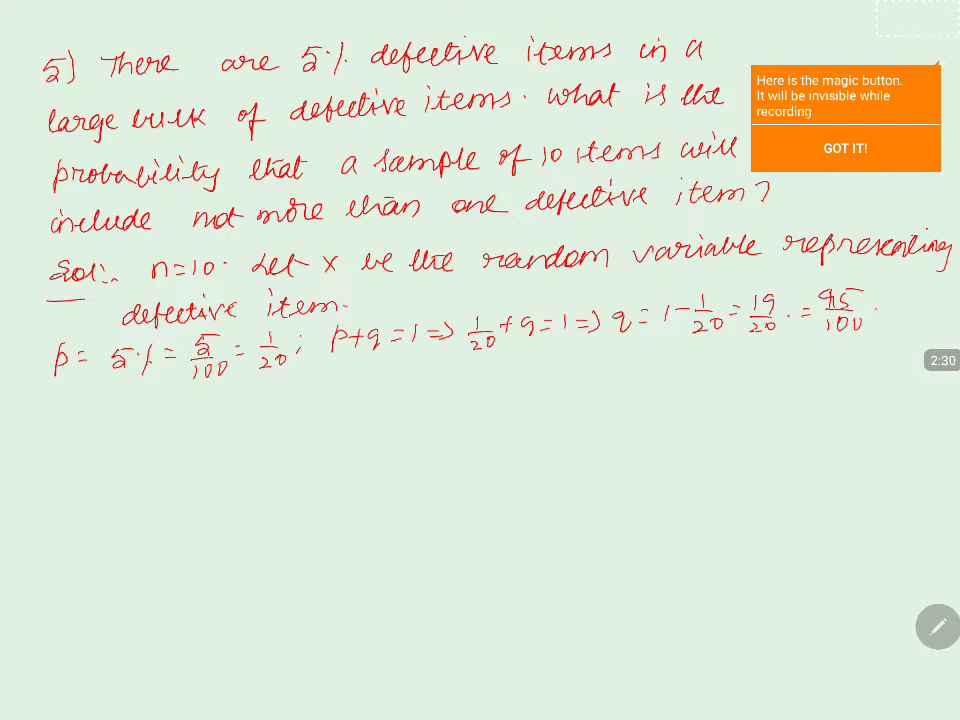 5) There are 5% defective items in a
large bulk of defective items. What is the
probability that a sample of 10 items will
include not more than one defective item?
Sol:. n=10. Let x be the random variable representing
defective item.
p = 5% = 5/100 = 1/20 ; p+q = 1 => 1/20 + q = 1 => q = 1 - 1/20 = 19/20 . = 95/100 .
Here is the magic button.
It will be invisible while
recording
GOT IT!
2:30